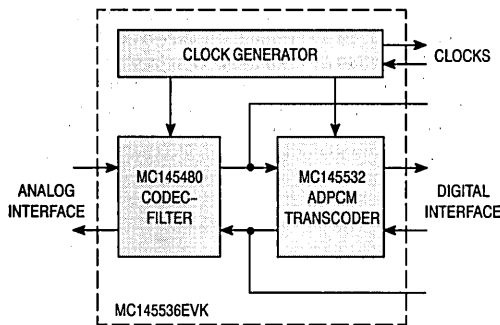 CLOCK GENERATOR
CLOCKS
MC145480
CODEC–
FILTER
MC145532
ADPCM
TRANSCODER
ANALOG
INTERFACE
DIGITAL
INTERFACE
MC145536EVK